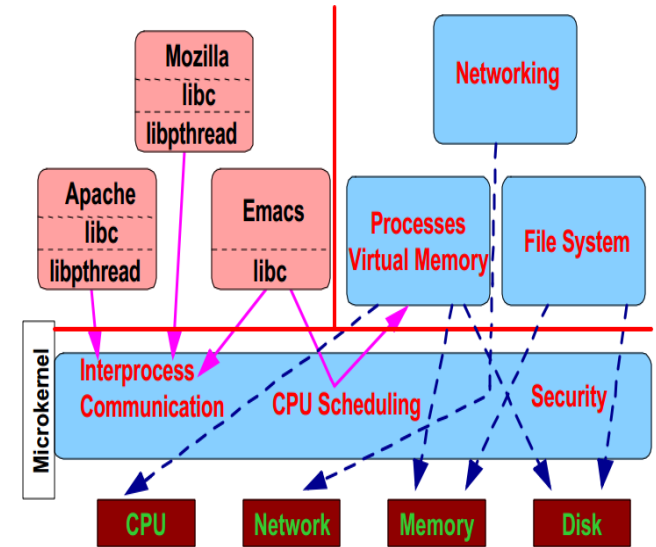 Mozilla
libc
libpthread
Networking
Apache
libc
libpthread
Emacs
libc
Processes
Virtual Memory
File System
Microkernel
Interprocess
Communication
CPU Scheduling
Security
CPU
Network
Memory
Disk